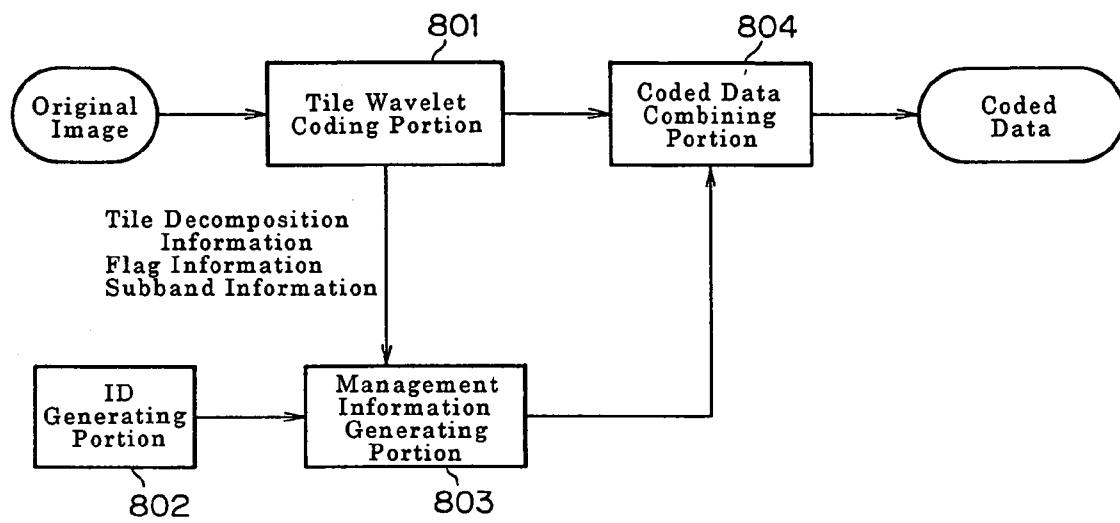 801
804
Original
Image
Tile Wavelet
Coding Portion
Coded Data
Combining
Portion
Coded
Data
Tile Decomposition
Information
Flag Information
Subband Information
ID
Generating
Portion
Management
Information
Generating
Portion
802
803